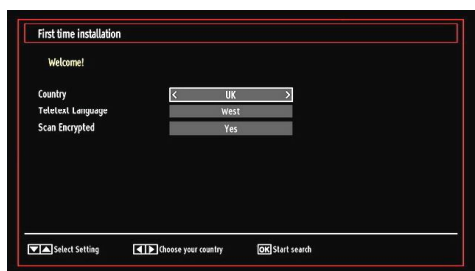 First time installation
Welcome!
Country < UK >
Teletext Language West
Scan Encrypted Yes
Select Setting Choose your country OK Start search